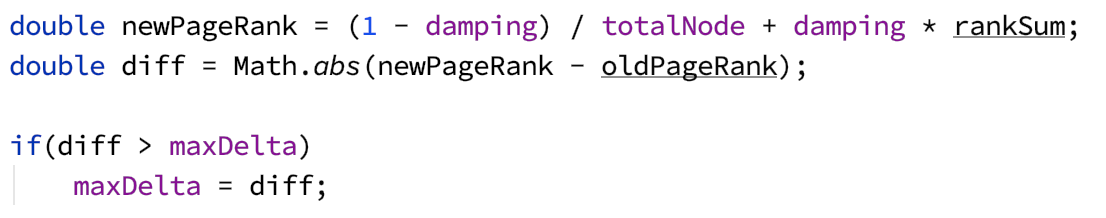 double newPageRank = (1 - damping) / totalNode + damping * rankSum;
double diff = Math.abs(newPageRank - oldPageRank);
if(diff > maxDelta)
    maxDelta = diff;